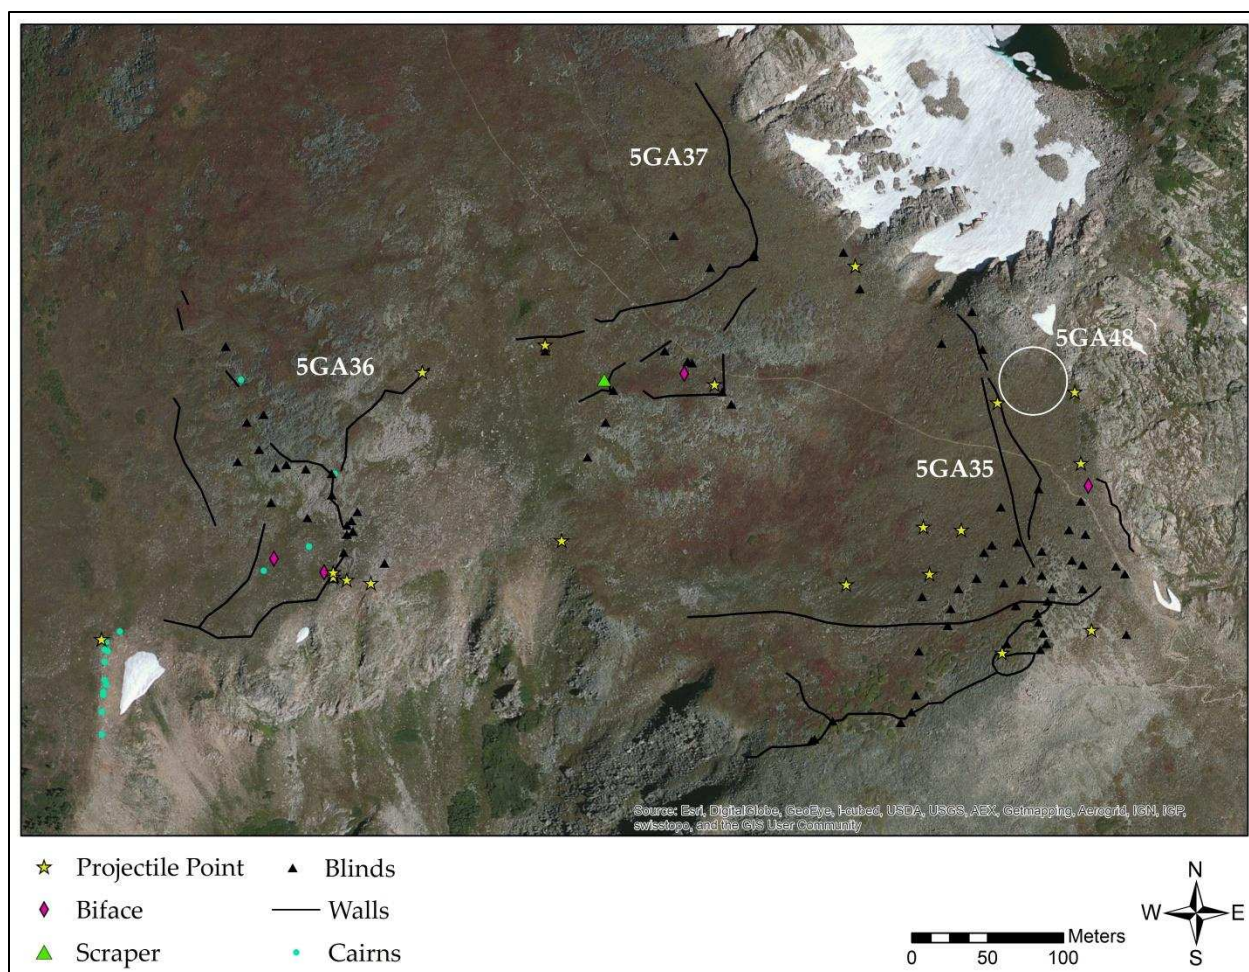 5GA37
5GA48
5GA36
5GA35
Source: Esri, DigitalGlobe, GeoEye, i-cubed, USDA, USGS, AEX, Getmapping, Aerogrid, IGN, IGP,
swisstopo, and the GIS User Community
Projectile Point
Blinds
Biface
Walls
Scraper
Cairns
N
W
E
S
Meters
0 50 100